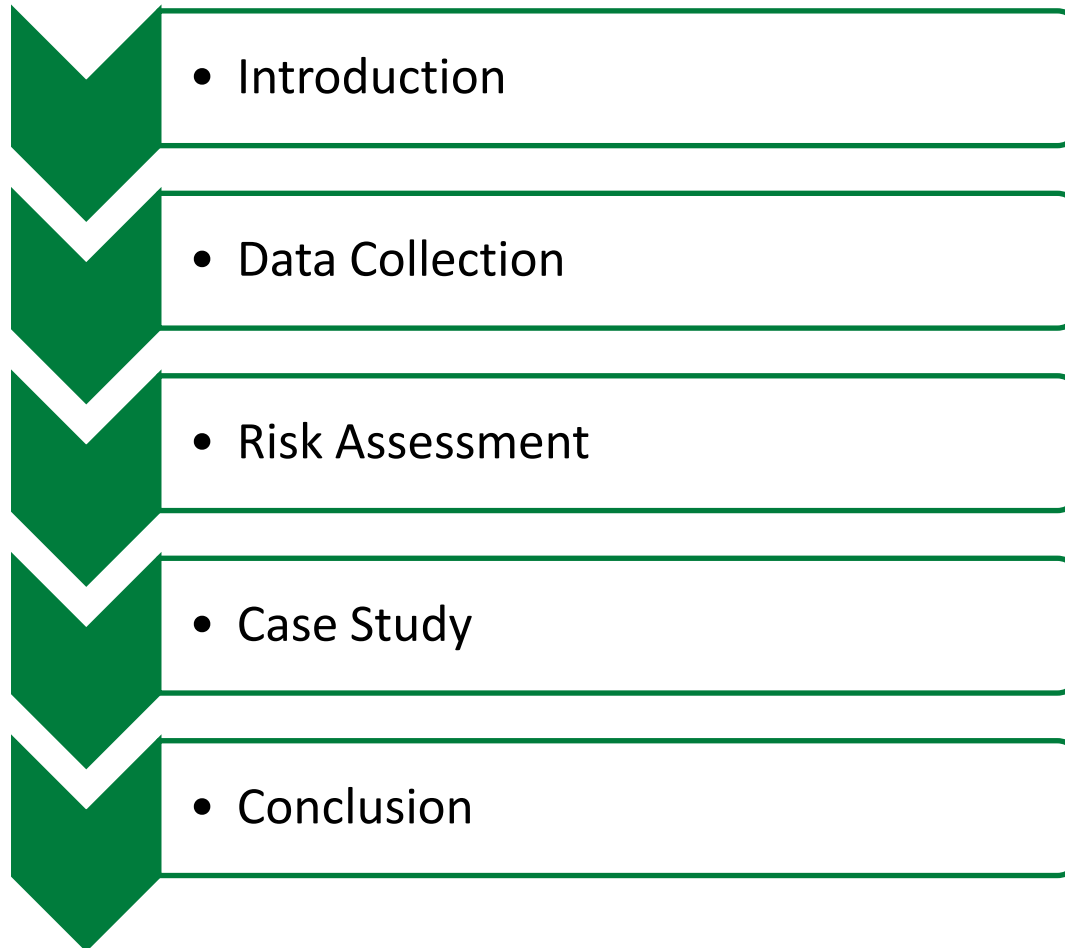 • Introduction
• Data Collection
• Risk Assessment
• Case Study
• Conclusion